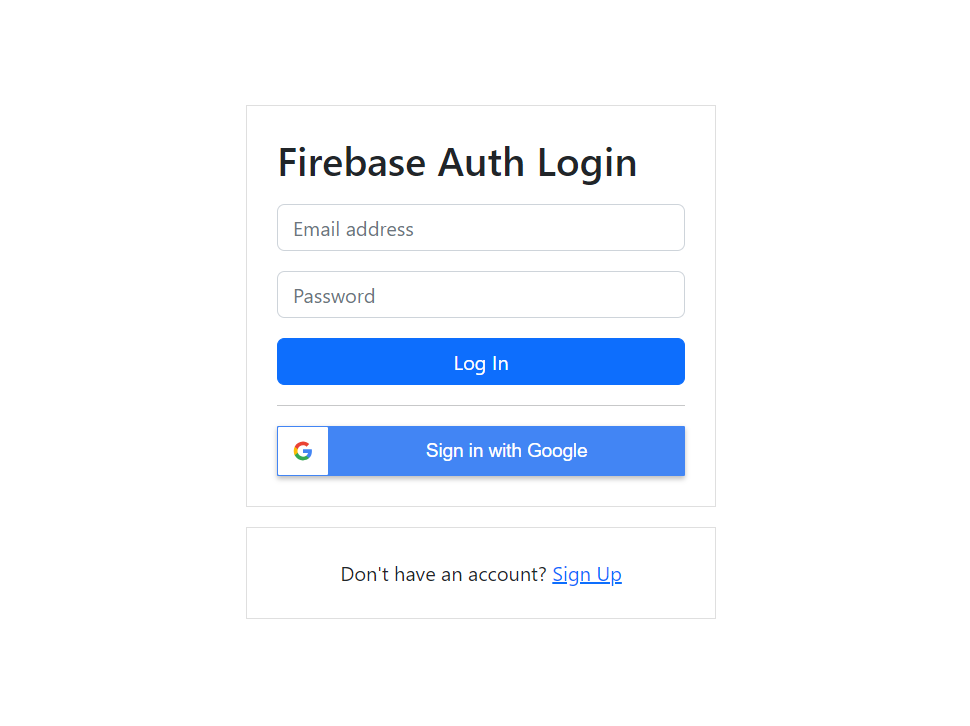 Firebase Auth Login
Email address
Password
Log In
Sign in with Google
Don't have an account? Sign Up